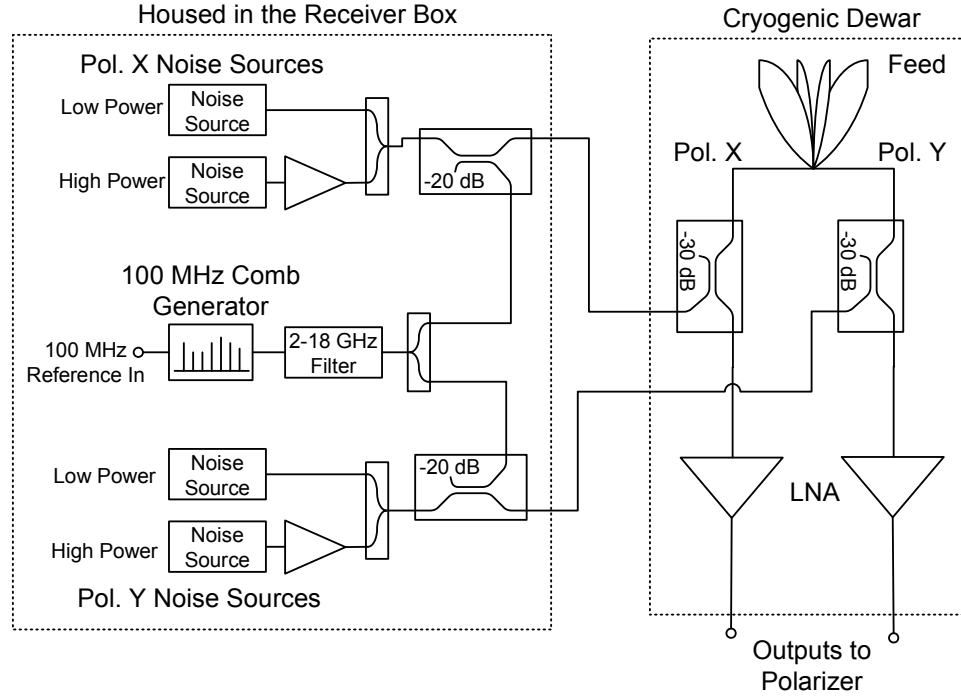 Housed in the Receiver Box
Cryogenic Dewar
Pol. X Noise Sources
Low Power
Noise
Source
High Power
Noise
Source
-20 dB
Feed
Pol. X
Pol. Y
-30 dB
-30 dB
100 MHz Comb
Generator
100 MHz
Reference In
2-18 GHz
Filter
Low Power
Noise
Source
-20 dB
High Power
Noise
Source
Pol. Y Noise Sources
LNA
Outputs to
Polarizer